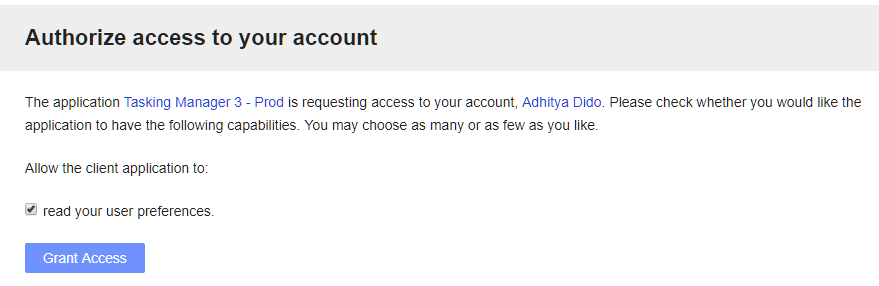 Authorize access to your account
The application Tasking Manager 3 - Prod is requesting access to your account, Adhitya Dido. Please check whether you would like the
application to have the following capabilities. You may choose as many or as few as you like.
Allow the client application to:
read your user preferences.
Grant Access